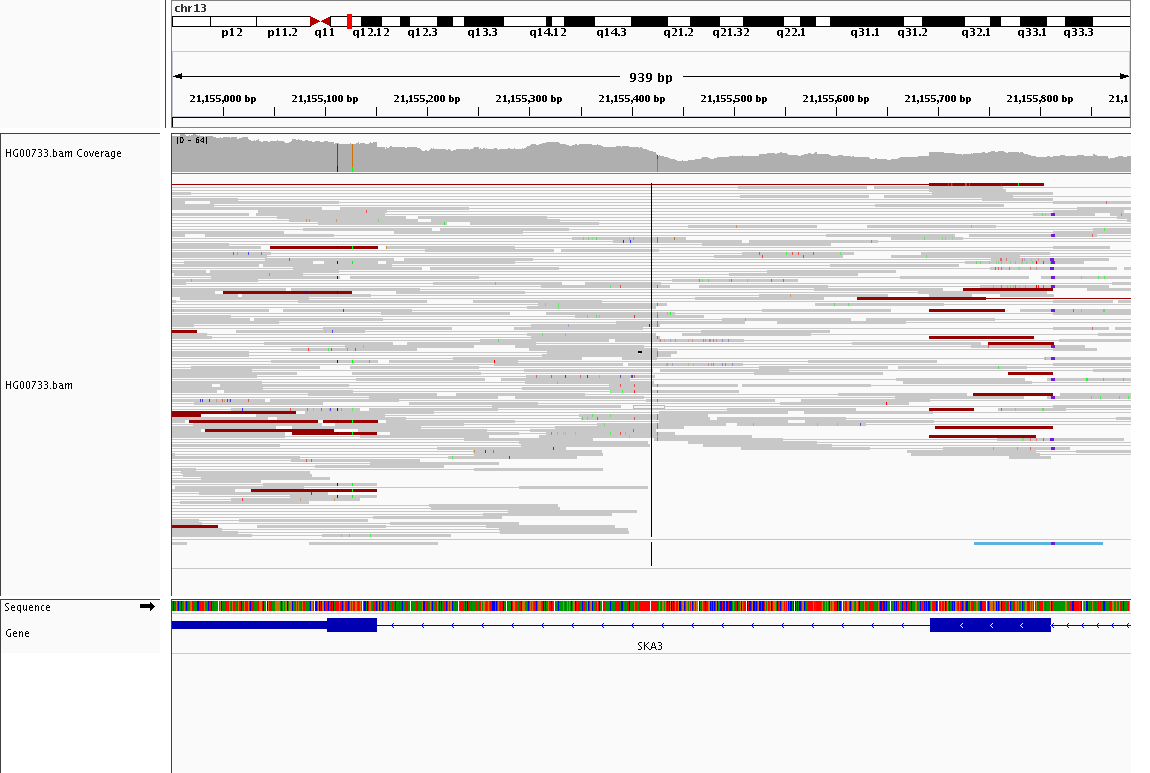 chr13
p12 p11.2 q11 q12.12 q12.3 q13.3 q14.12 q14.3 q21.2 q21.32 q22.1 q31.1 q31.2 q32.1 q33.1 q33.3
939 bp
21,155,000 bp 21,155,100 bp 21,155,200 bp 21,155,300 bp 21,155,400 bp 21,155,500 bp 21,155,600 bp 21,155,700 bp 21,155,800 bp 21,1
[0 - 64]
HG00733.bam Coverage
HG00733.bam
Sequence
Gene
SKA3